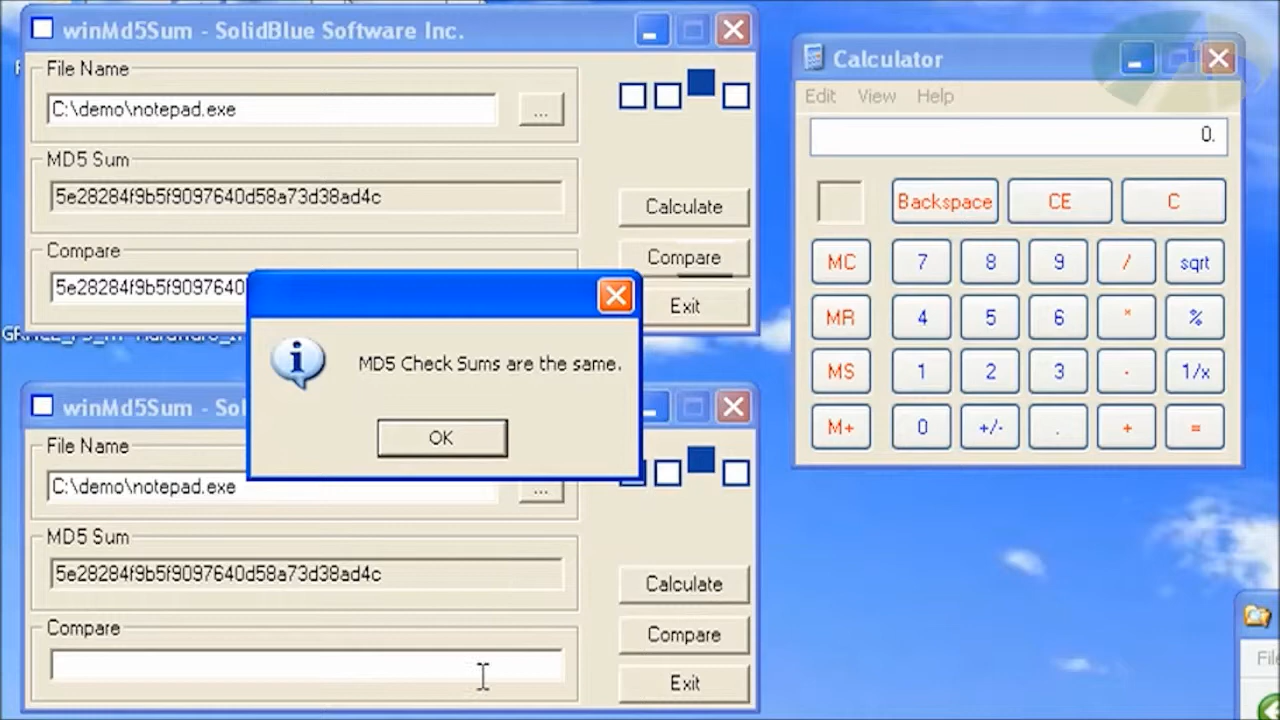 winMd5Sum - SolidBlue Software Inc.
File Name
C:\demo\notepad.exe
...
MD5 Sum
5e28284f9b5f9097640d58a73d38ad4c
Calculate
Compare
5e28284f9b5f9097640
Compare
Exit
MD5 Check Sums are the same.
OK
winMd5Sum - Sol
File Name
C:\demo\notepad.exe
...
MD5 Sum
5e28284f9b5f9097640d58a73d38ad4c
Calculate
Compare
Compare
Exit
Calculator
Edit View Help
0.
Backspace CE C
MC 7 8 9 / sqrt
MR 4 5 6 * %
MS 1 2 3 - 1/x
M+ 0 +/- . + =
File